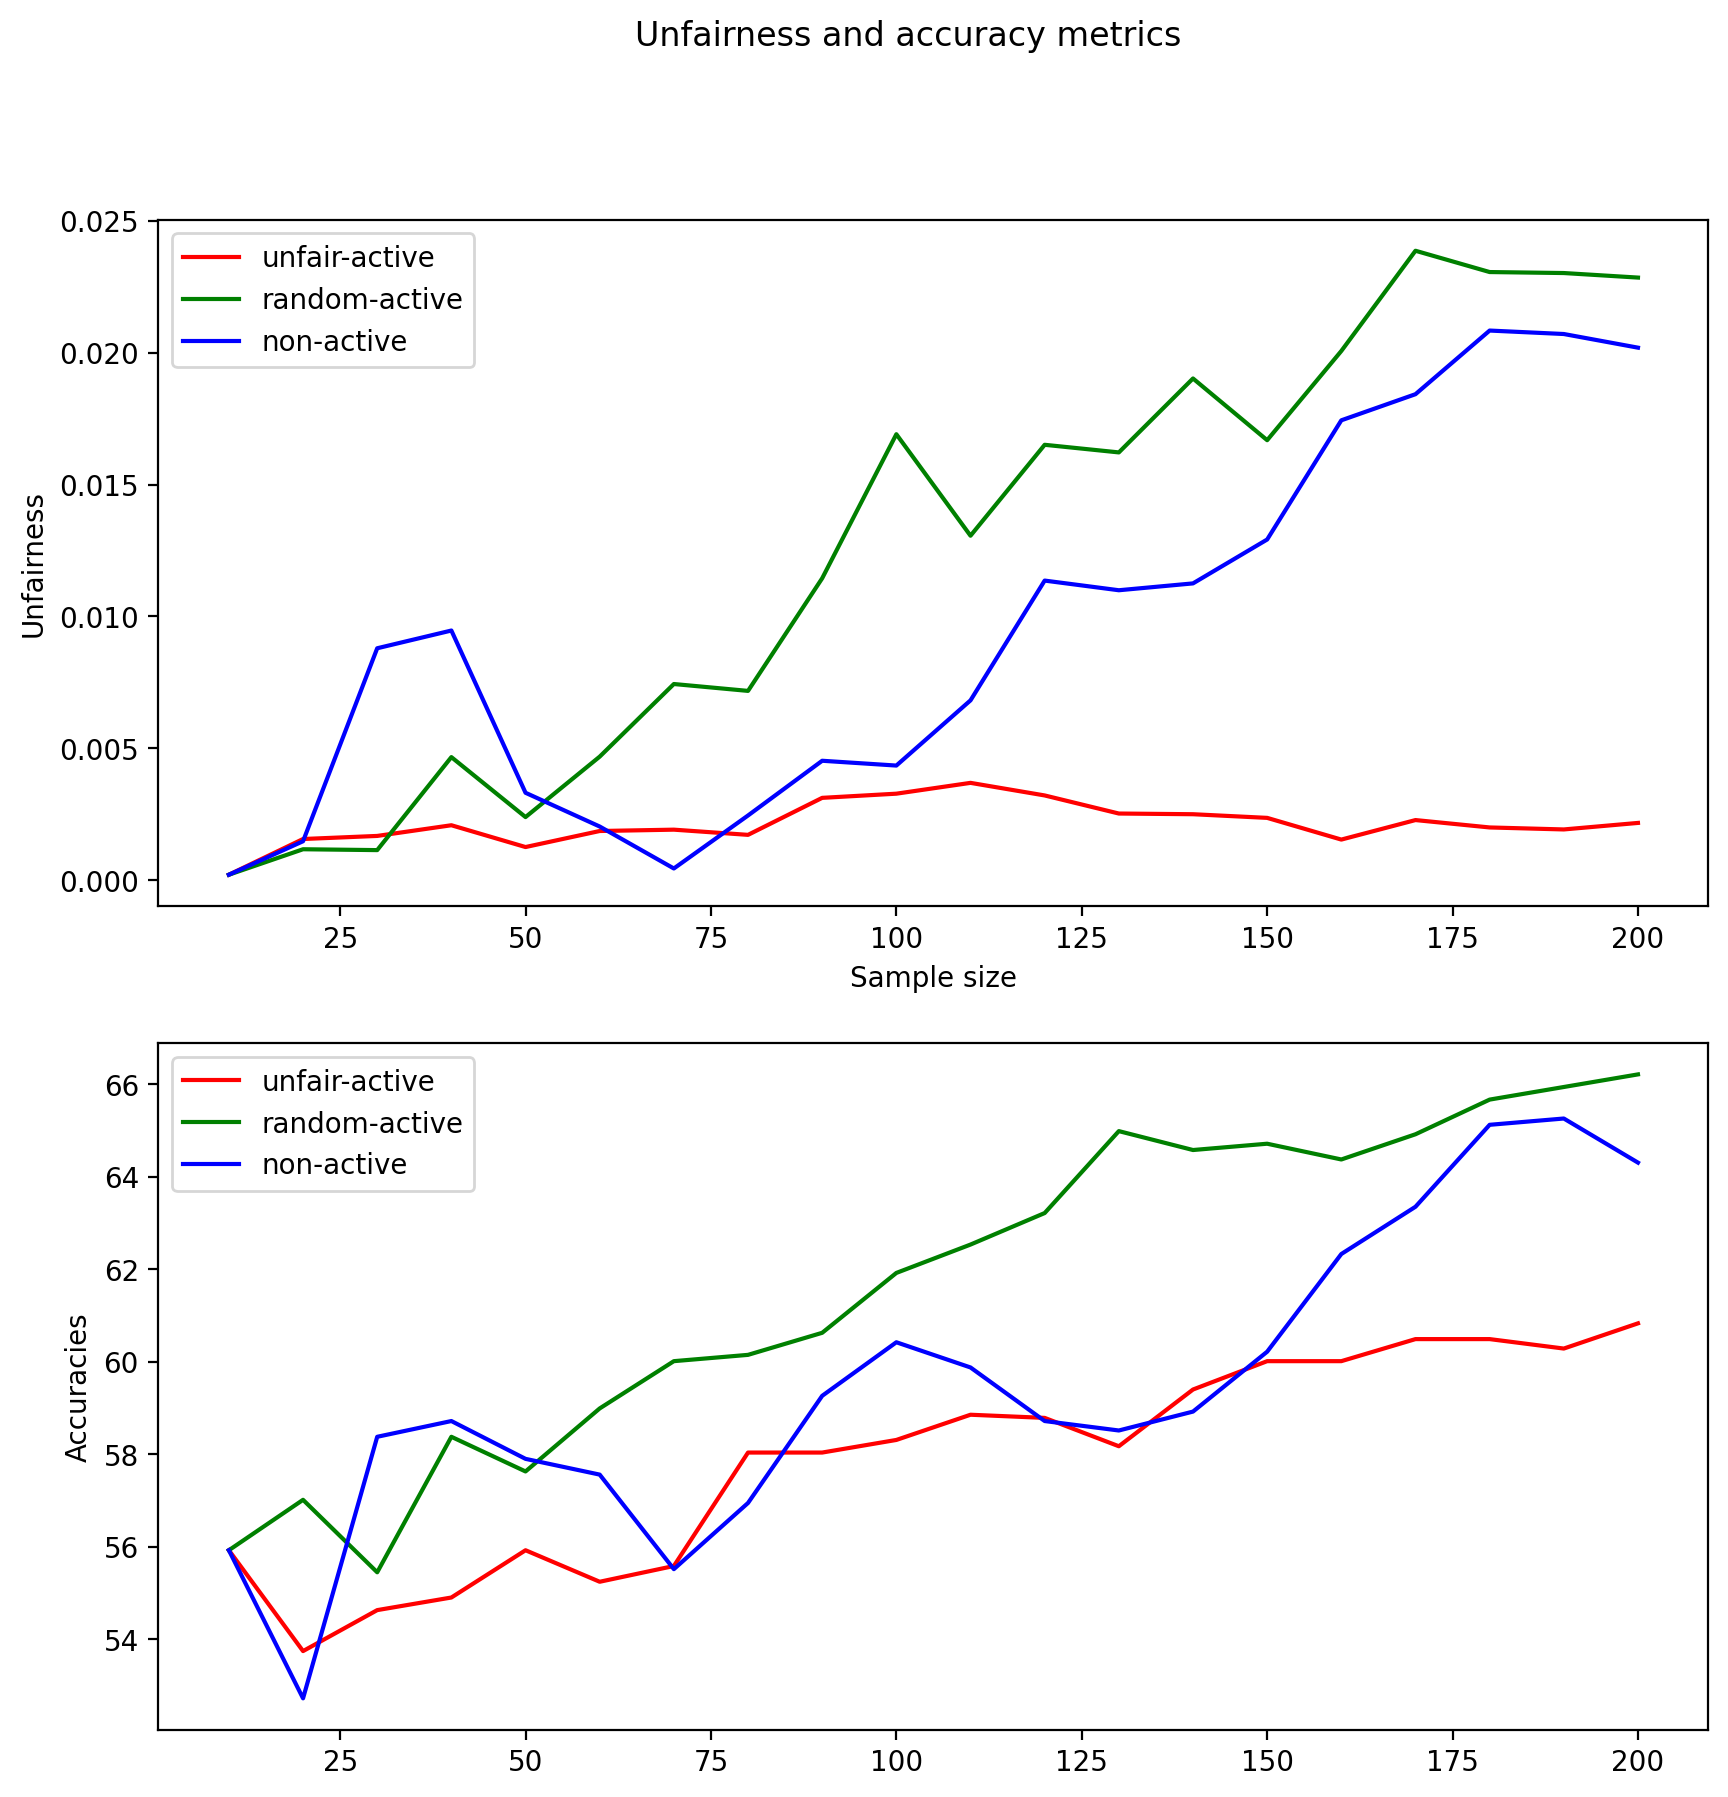 Unfairness and accuracy metrics
0.025
0.020
0.015
0.010
0.005
0.000
Unfairness
unfair-active
random-active
non-active
25 50 75 100 125 150 175 200
Sample size
66
64
62
60
58
56
54
Accuracies
unfair-active
random-active
non-active
25 50 75 100 125 150 175 200